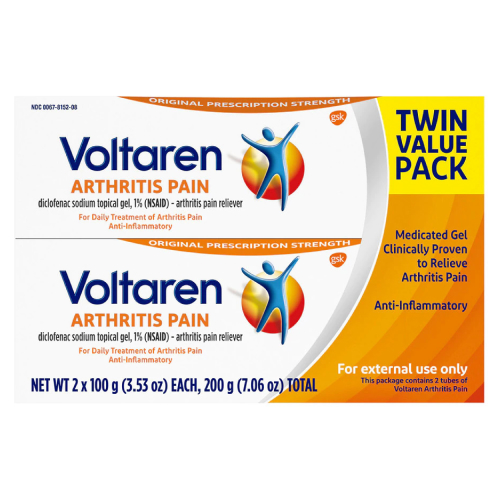 NDC 0067-8152-08
ORIGINAL PRESCRIPTION STRENGTH
gsk
Voltaren
ARTHRITIS PAIN
diclofenac sodium topical gel, 1% (NSAID) - arthritis pain reliever
For Daily Treatment of Arthritis Pain
Anti-Inflammatory
ORIGINAL PRESCRIPTION STRENGTH
gsk
Voltaren
ARTHRITIS PAIN
diclofenac sodium topical gel, 1% (NSAID) - arthritis pain reliever
For Daily Treatment of Arthritis Pain
Anti-Inflammatory
NET WT 2 x 100 g (3.53 oz) EACH, 200 g (7.06 oz) TOTAL
TWIN
VALUE
PACK
Medicated Gel
Clinically Proven
to Relieve
Arthritis Pain
Anti-Inflammatory
For external use only
This package contains 2 tubes of
Voltaren Arthritis Pain